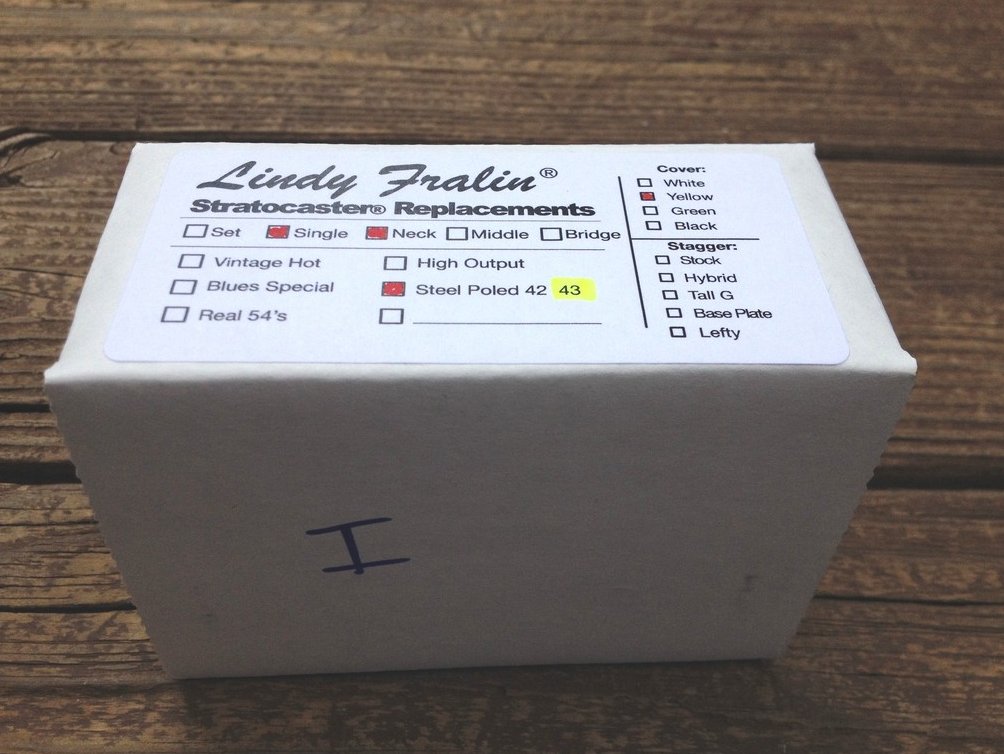 Lindy Fralin®
Stratocaster® Replacements
Set Single Neck Middle Bridge
Vintage Hot High Output
Blues Special Steel Poled 42 43
Real 54's
Cover:
White
Yellow
Green
Black
Stagger:
Stock
Hybrid
Tall G
Base Plate
Lefty
I